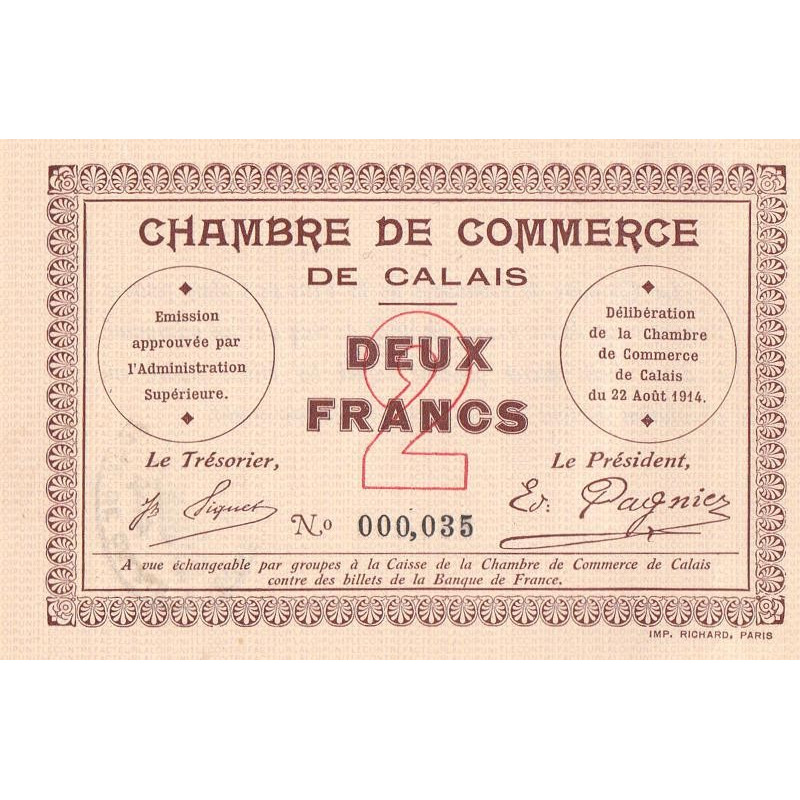 CHAMBRE DE COMMERCE
DE CALAIS
Emission
approuvée par
l'Administration
Supérieure.
2
DEUX
FRANCS
Délibération
de la Chambre
de Commerce
de Calais
du 22 Août 1914.
Le Trésorier,
Le Président,
Ed. Pagniez
No 000,035
A vue échangeable par groupes à la Caisse de la Chambre de Commerce de Calais
contre des billets de la Banque de France.
IMP. RICHARD, PARIS